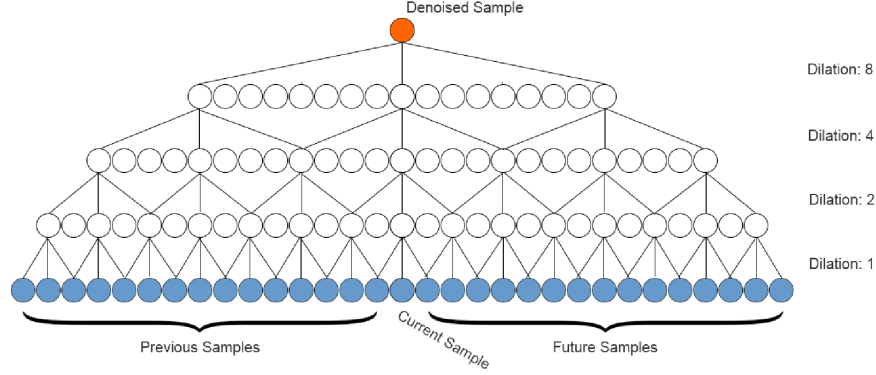 Denoised Sample
Dilation: 8
Dilation: 4
Dilation: 2
Dilation: 1
Previous Samples
Current Sample
Future Samples